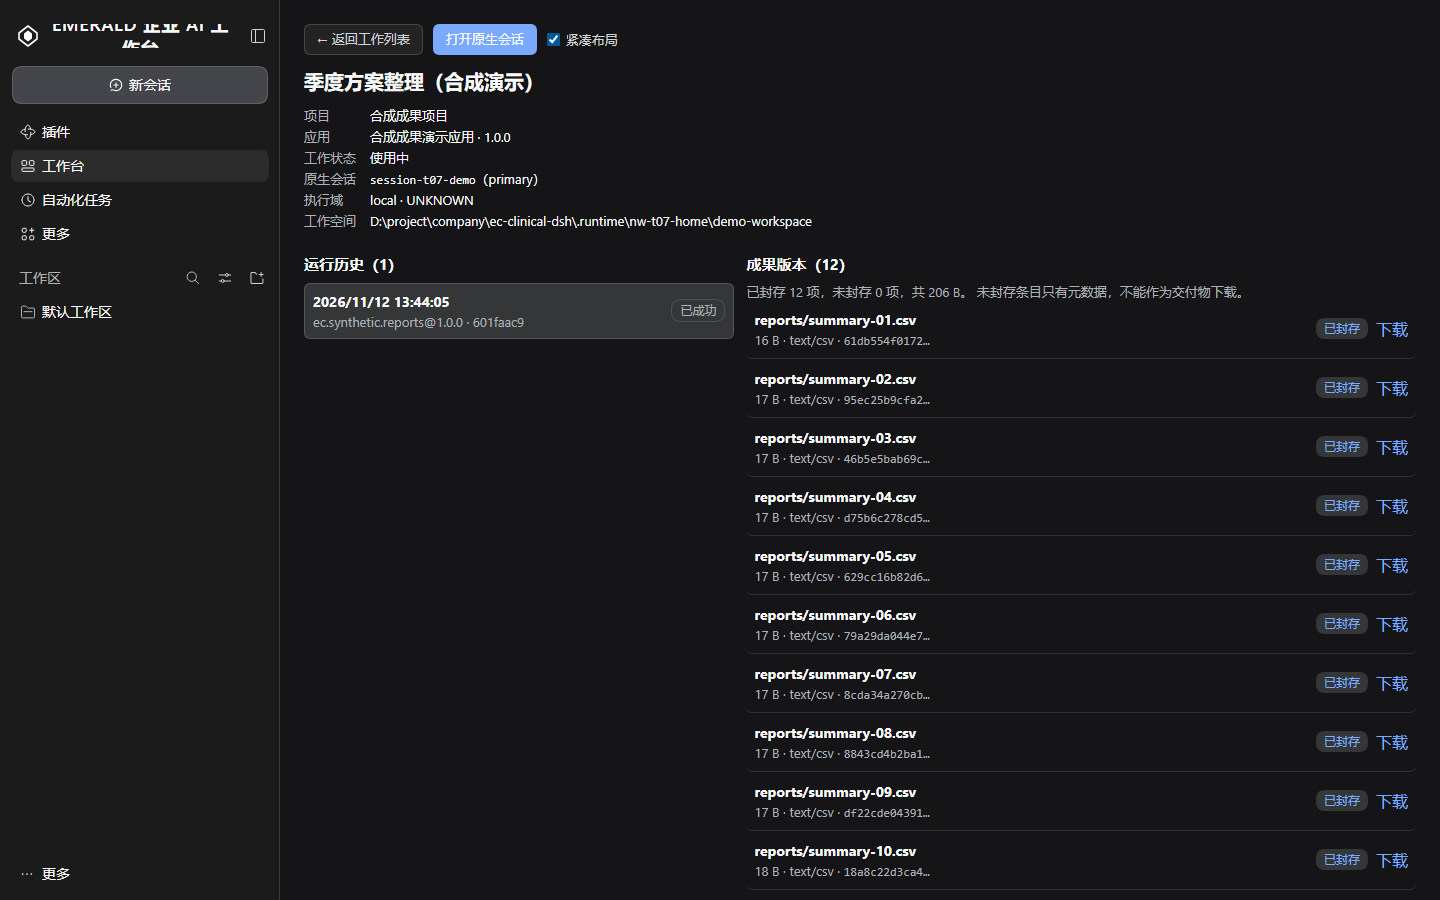 EMERALD 企业 AI 工作台
新会话
插件
工作台
自动化任务
更多
工作区
默认工作区
更多
← 返回工作列表
打开原生会话
紧凑布局
季度方案整理（合成演示）
项目 合成成果项目
应用 合成成果演示应用 · 1.0.0
工作状态 使用中
原生会话 session-t07-demo（primary）
执行域 local · UNKNOWN
工作空间 D:\project\company\ec-clinical-dsh\.runtime\nw-t07-home\demo-workspace
运行历史（1）
2026/11/12 13:44:05
ec.synthetic.reports@1.0.0 · 601faac9
已成功
成果版本（12）
已封存 12 项，未封存 0 项，共 206 B。 未封存条目只有元数据，不能作为交付物下载。
reports/summary-01.csv
16 B · text/csv · 61db554f0172…
已封存 下载
reports/summary-02.csv
17 B · text/csv · 95ec25b9cfa2…
已封存 下载
reports/summary-03.csv
17 B · text/csv · 46b5e5bab69c…
已封存 下载
reports/summary-04.csv
17 B · text/csv · d75b6c278cd5…
已封存 下载
reports/summary-05.csv
17 B · text/csv · 629cc16b82d6…
已封存 下载
reports/summary-06.csv
17 B · text/csv · 79a29da044e7…
已封存 下载
reports/summary-07.csv
17 B · text/csv · 8cda34a270cb…
已封存 下载
reports/summary-08.csv
17 B · text/csv · 8843cd4b2ba1…
已封存 下载
reports/summary-09.csv
17 B · text/csv · df22cde04391…
已封存 下载
reports/summary-10.csv
18 B · text/csv · 18a8c22d3ca4…
已封存 下载